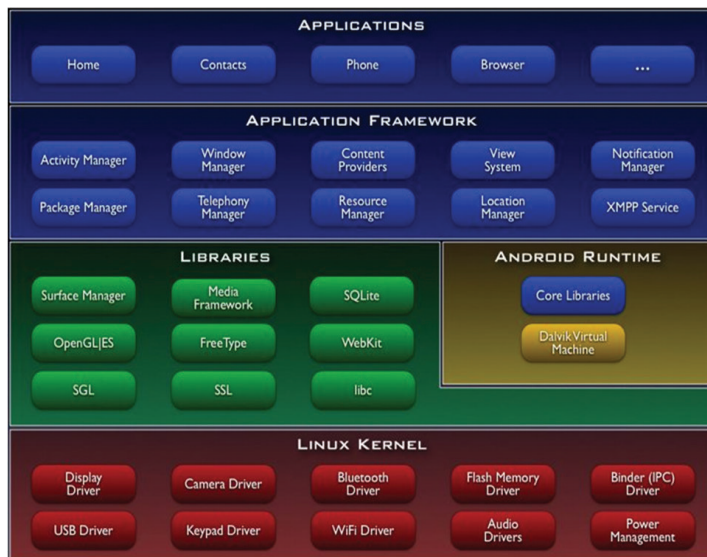 APPLICATIONS
Home Contacts Phone Browser ...
APPLICATION FRAMEWORK
Activity Manager Window Manager Content Providers View System Notification Manager
Package Manager Telephony Manager Resource Manager Location Manager XMPP Service
LIBRARIES
Surface Manager Media Framework SQLite
OpenGL|ES FreeType WebKit
SGL SSL libc
ANDROID RUNTIME
Core Libraries
Dalvik Virtual Machine
LINUX KERNEL
Display Driver Camera Driver Bluetooth Driver Flash Memory Driver Binder (IPC) Driver
USB Driver Keypad Driver WiFi Driver Audio Drivers Power Management